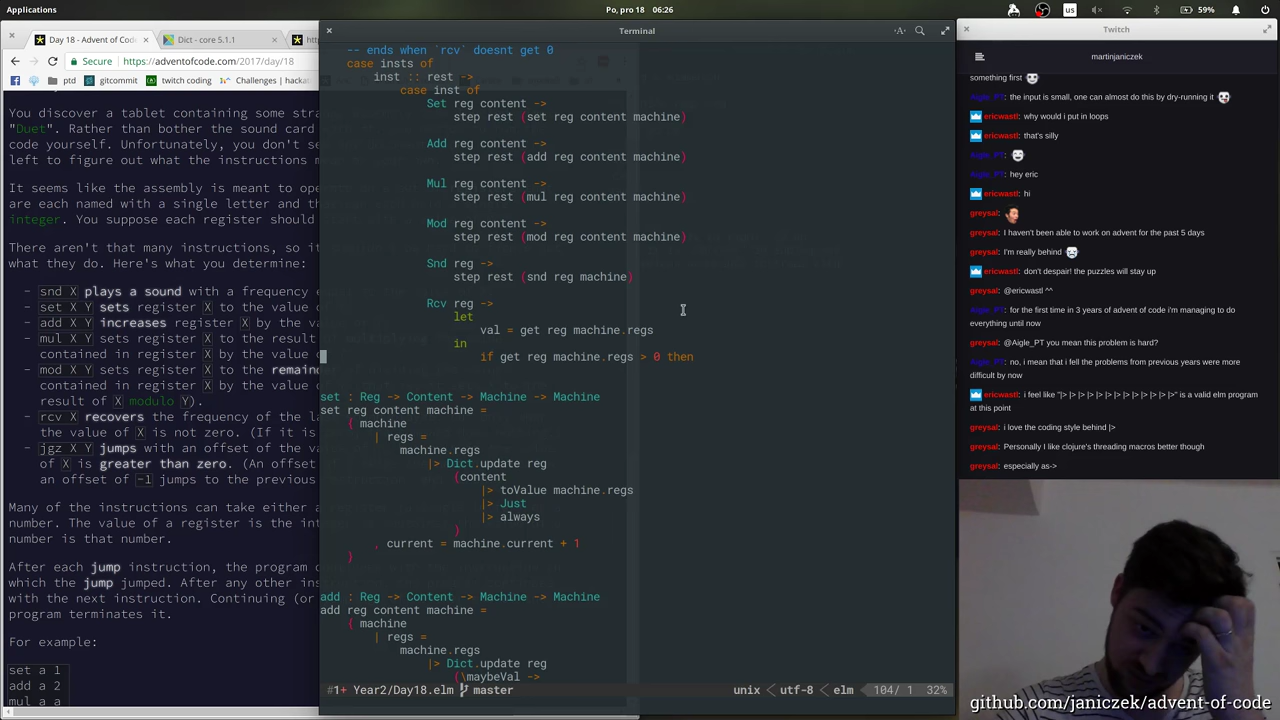 Applications
Po, pro 18 06:26
us
59%
Day 18 - Advent of Code
Dict - core 5.1.1
Secure
https://adventofcode.com/2017/day/18
ptd
gitcommit
twitch coding
Challenges | hackat
You discover a tablet containing some stra
"Duet". Rather than bother the sound card
code yourself. Unfortunately, you don't se
left to figure out what the instructions m
It seems like the assembly is meant to op
are each named with a single letter and th
integer. You suppose each register should
There aren't that many instructions, so it
what they do. Here's what you determine:
- snd X plays a sound with a frequency e
- set X Y sets register X to the value
- add X Y increases register X by the va
- mul X Y sets register X to the result
contained in register X by the value o
- mod X Y sets register X to the remain
contained in register X by the value o
result of X modulo Y).
- rcv X recovers the frequency of the la
the value of X is not zero. (If it is
- jgz X Y jumps with an offset of the va
of X is greater than zero. (An offset
an offset of -1 jumps to the previous
Many of the instructions can take either a
number. The value of a register is the int
number is that number.
After each jump instruction, the program c
which the jump jumped. After any other ins
with the next instruction. Continuing (or
program terminates it.
For example:
set a 1
add a 2
mul a a
Terminal
-- ends when `rcv` doesnt get 0
case insts of
inst :: rest ->
case inst of
Set reg content ->
step rest (set reg content machine)
Add reg content ->
step rest (add reg content machine)
Mul reg content ->
step rest (mul reg content machine)
Mod reg content ->
step rest (mod reg content machine)
Snd reg ->
step rest (snd reg machine)
Rcv reg ->
let
val = get reg machine.regs
in
if get reg machine.regs > 0 then
set : Reg -> Content -> Machine -> Machine
set reg content machine =
{ machine
| regs =
machine.regs
|> Dict.update reg
(content
|> toValue machine.regs
|> Just
|> always
)
, current = machine.current + 1
}
add : Reg -> Content -> Machine -> Machine
add reg content machine =
{ machine
| regs =
machine.regs
|> Dict.update reg
(\maybeVal ->
#1+ Year2/Day18.elm master
unix < utf-8 < elm 104/ 1 32%
Twitch
martinjaniczek
something first
Aigle_PT: the input is small, one can almost do this by dry-running it
ericwastl: why would i put in loops
ericwastl: that's silly
Aigle_PT:
Aigle_PT: hey eric
ericwastl: hi
greysal:
greysal: I haven't been able to work on advent for the past 5 days
greysal: I'm really behind
ericwastl: don't despair! the puzzles will stay up
greysal: @ericwastl ^^
Aigle_PT: for the first time in 3 years of advent of code i'm managing to do
everything until now
greysal: @Aigle_PT you mean this problem is hard?
Aigle_PT: no, i mean that i fell the problems from previous years were more
difficult by now
ericwastl: i feel like "|> |> |> |> |> |> |> |> |> |> |>" is a valid elm program
at this point
greysal: i love the coding style behind |>
greysal: Personally I like clojure's threading macros better though
greysal: especially as->
github.com/janiczek/advent-of-code